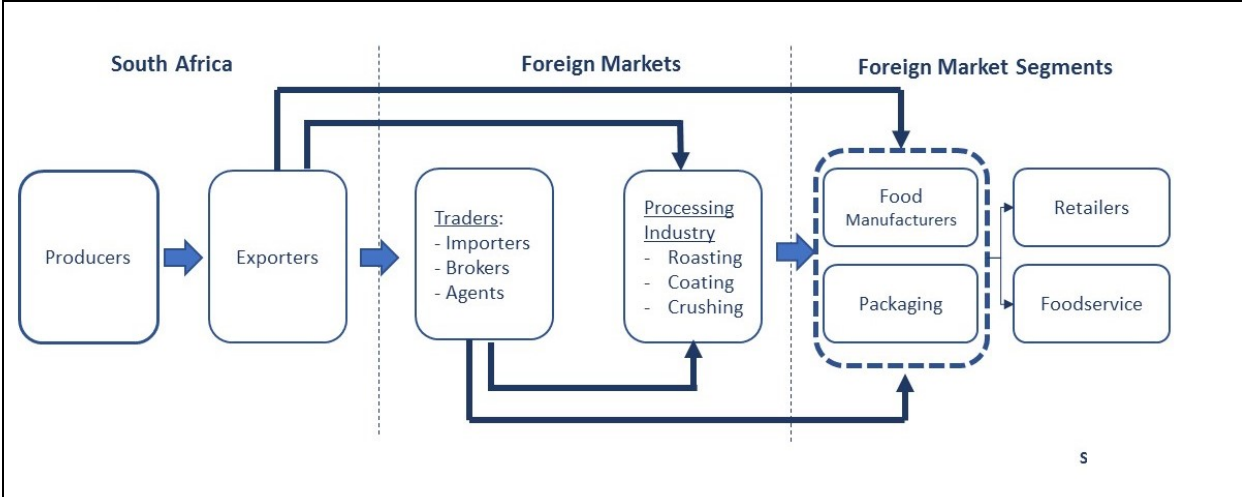 South Africa
Foreign Markets
Foreign Market Segments
Producers
Exporters
Traders:
- Importers
- Brokers
- Agents
Processing
Industry
- Roasting
- Coating
- Crushing
Food
Manufacturers
Packaging
Retailers
Foodservice
s